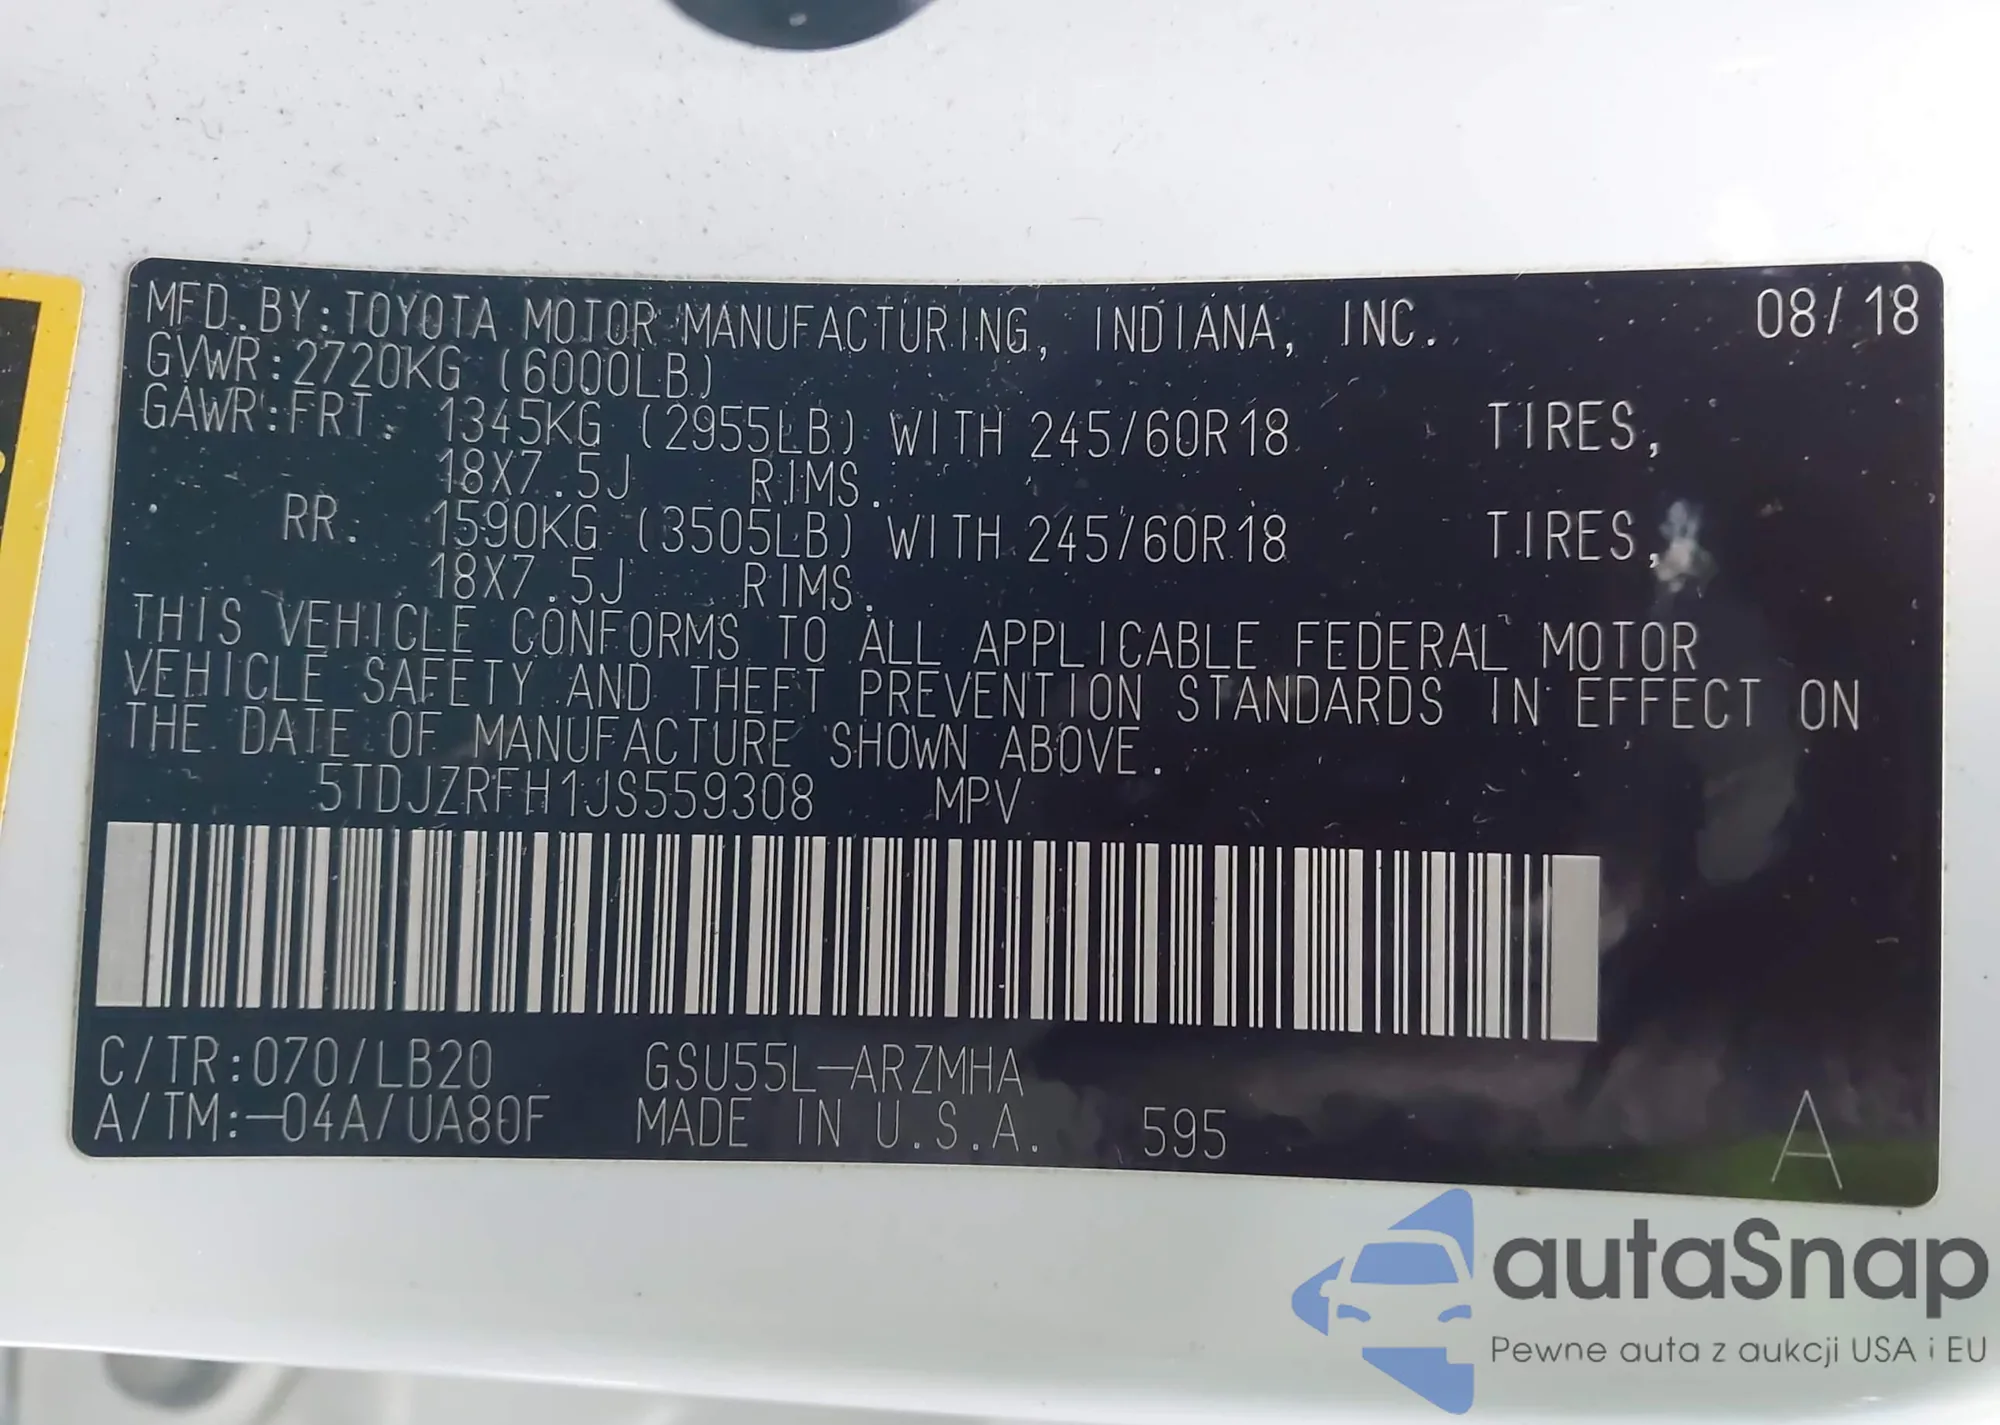 MFD.BY:TOYOTA MOTOR MANUFACTURING, INDIANA, INC. 08/18
GVWR:2720KG (6000LB)
GAWR:FRT. 1345KG (2955LB) WITH 245/60R18 TIRES,
18X7.5J RIMS.
RR. 1590KG (3505LB) WITH 245/60R18 TIRES,
18X7.5J RIMS.
THIS VEHICLE CONFORMS TO ALL APPLICABLE FEDERAL MOTOR
VEHICLE SAFETY AND THEFT PREVENTION STANDARDS IN EFFECT ON
THE DATE OF MANUFACTURE SHOWN ABOVE.
5TDJZRFH1JS559308 MPV
C/TR:070/LB20 GSU55L-ARZMHA
A/TM:-04A/UA80F MADE IN U.S.A. 595 A
autaSnap
Pewne auta z aukcji USA i EU